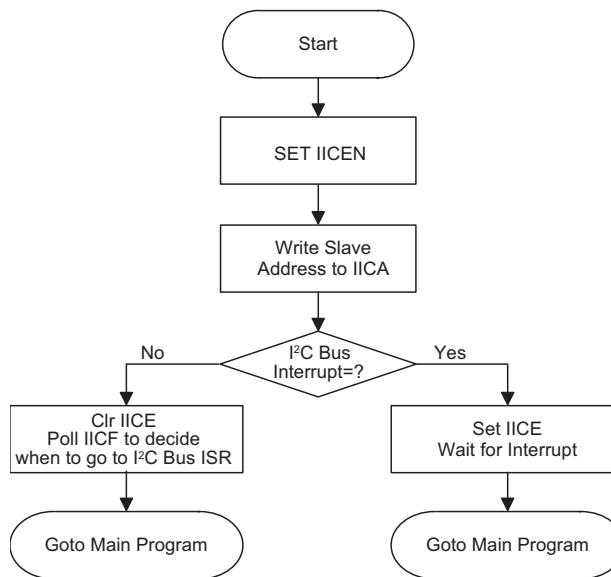 Start
SET IICEN
Write Slave
Address to IICA
I²C Bus
Interrupt=?
No
Yes
Clr IICE
Poll IICF to decide
when to go to I²C Bus ISR
Set IICE
Wait for Interrupt
Goto Main Program
Goto Main Program